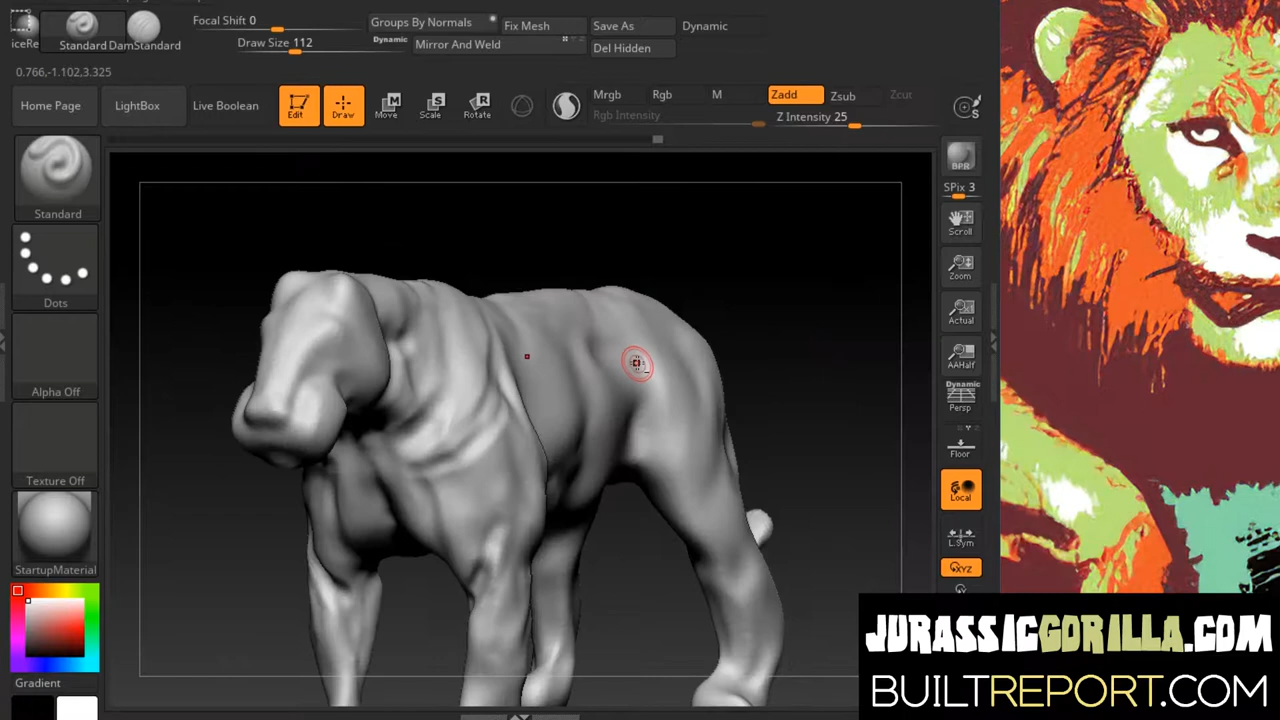 Focal Shift 0
Groups By Normals
Fix Mesh
Save As
Dynamic
iceRe
Standard
DamStandard
Draw Size 112
Dynamic
Mirror And Weld
Del Hidden
0.766,-1.102,3.325
Home Page
LightBox
Live Boolean
Edit
Draw
M
Move
S
Scale
R
Rotate
Mrgb
Rgb
M
Zadd
Zsub
Zcut
Rgb Intensity
Z Intensity 25
S
Standard
BPR
SPix 3
Scroll
Dots
Zoom
Actual
Alpha Off
AAHalf
Dynamic
Persp
Floor
Texture Off
Local
L.Sym
StartupMaterial
XYZ
Gradient
JURASSICGORILLA.COM
BUILTREPORT.COM